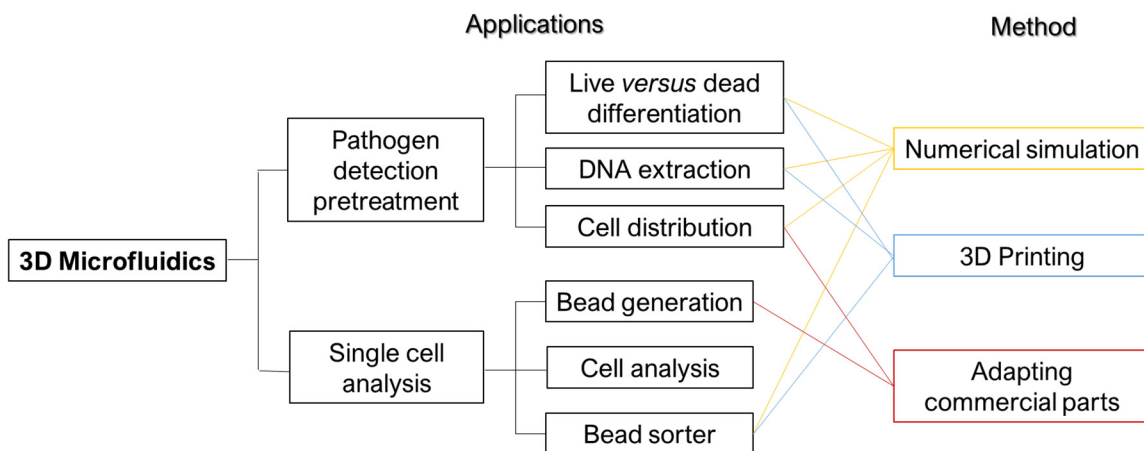 Applications
Method
Live versus dead
differentiation
Pathogen
detection
pretreatment
Numerical simulation
DNA extraction
Cell distribution
3D Microfluidics
3D Printing
Bead generation
Single cell
analysis
Cell analysis
Adapting
commercial parts
Bead sorter